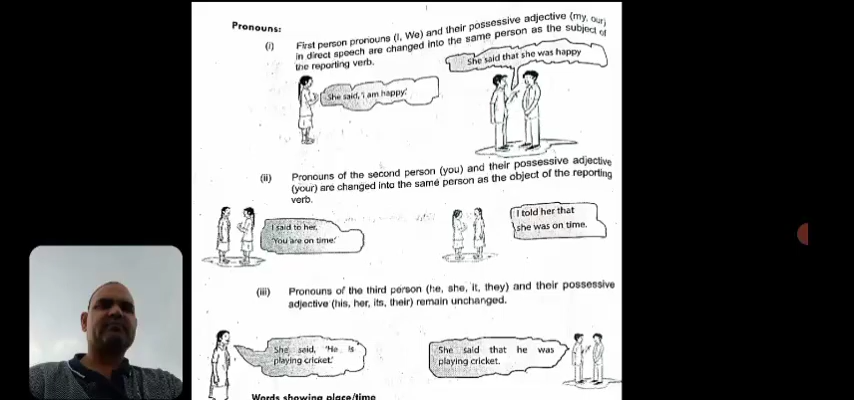 Pronouns:
(i) First person pronouns (I, We) and their possessive adjective (my, our)
in direct speech are changed into the same person as the subject of
the reporting verb.
She said that she was happy
She said, 'I am happy.'
(ii) Pronouns of the second person (you) and their possessive adjective
(your) are changed into the same person as the object of the reporting
verb.
I said to her,
'You are on time.'
I told her that
she was on time.
(iii) Pronouns of the third person (he, she, it, they) and their possessive
adjective (his, her, its, their) remain unchanged.
She said, 'He is
playing cricket.'
She said that he was
playing cricket.
Words showing place/time